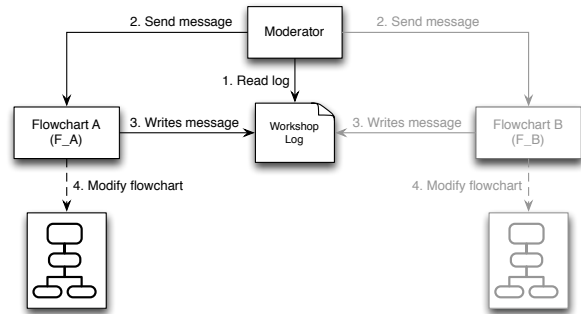 2. Send message
Moderator
2. Send message
1. Read log
Flowchart A
(F_A)
3. Writes message
Workshop
Log
3. Writes message
Flowchart B
(F_B)
4. Modify flowchart
4. Modify flowchart